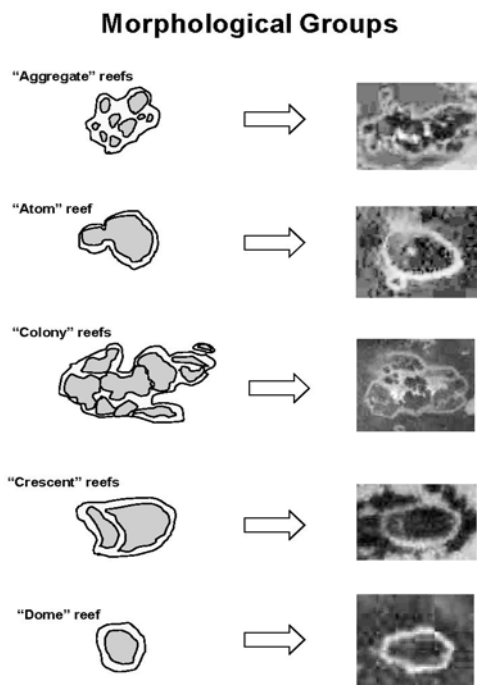 Morphological Groups
“Aggregate” reefs
“Atom” reef
“Colony” reefs
“Crescent” reefs
“Dome” reef